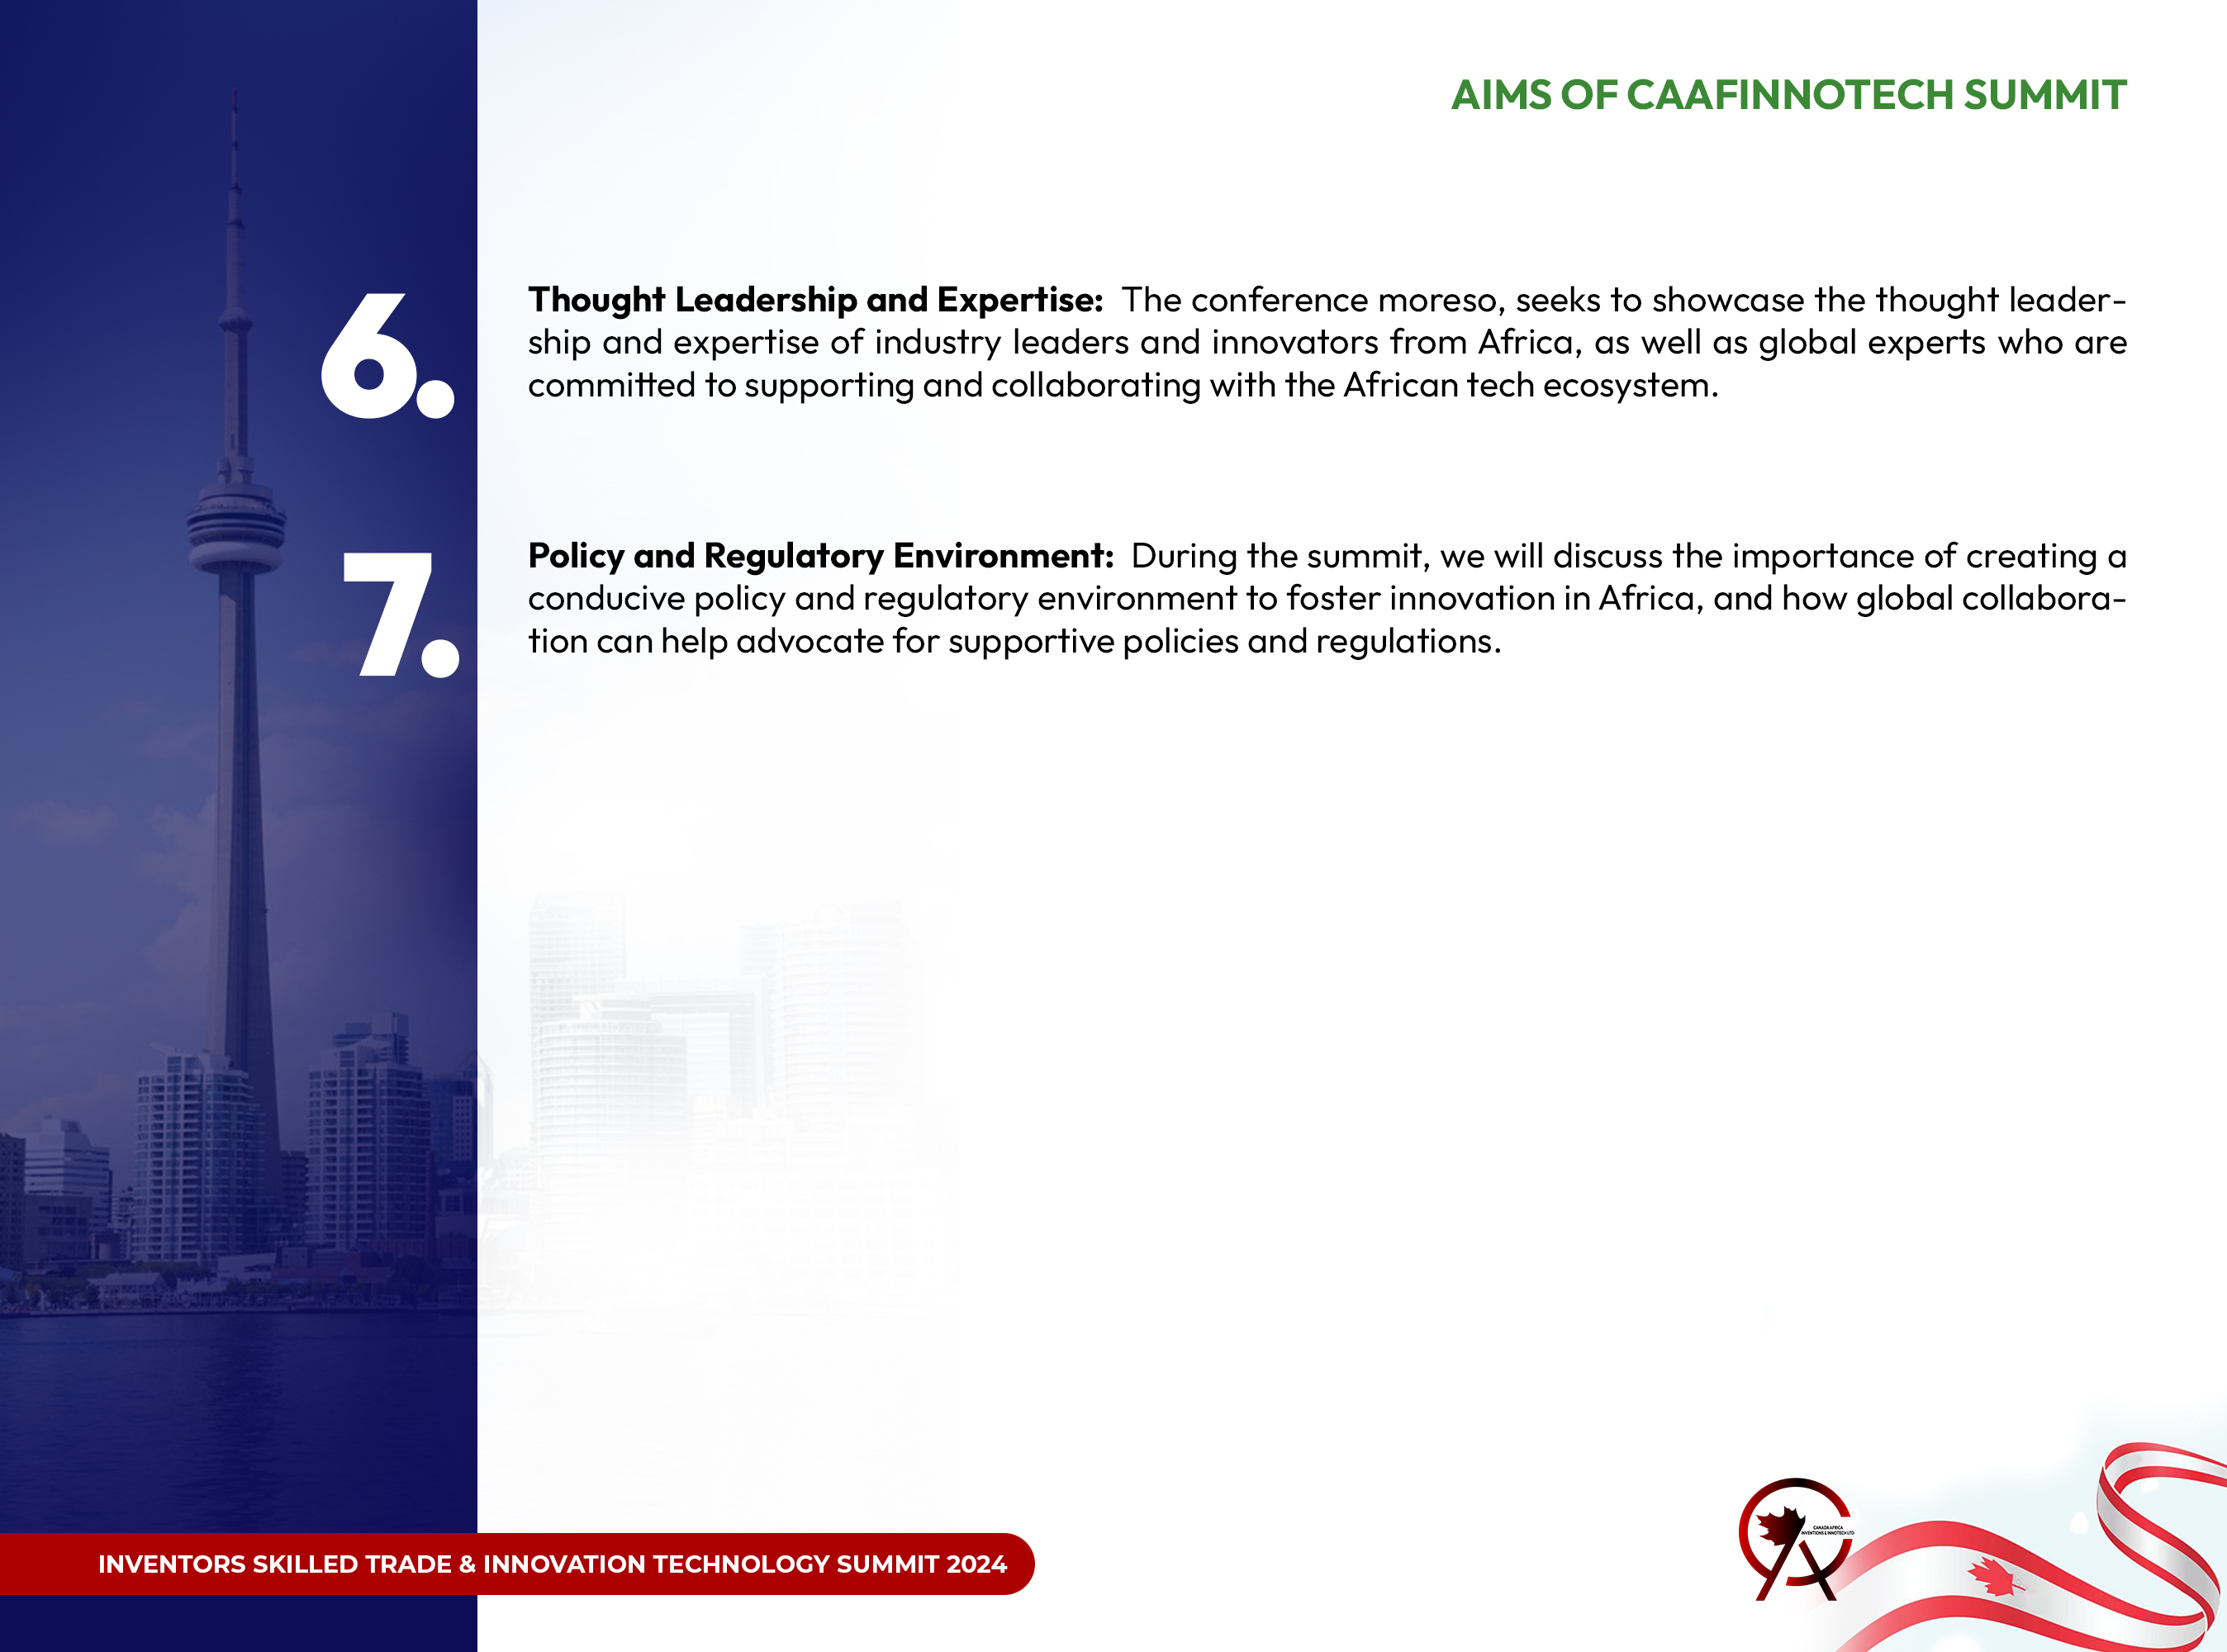 AIMS OF CAAFINNOTECH SUMMIT
6.
Thought Leadership and Expertise: The conference moreso, seeks to showcase the thought leader-
ship and expertise of industry leaders and innovators from Africa, as well as global experts who are
committed to supporting and collaborating with the African tech ecosystem.
7.
Policy and Regulatory Environment: During the summit, we will discuss the importance of creating a
conducive policy and regulatory environment to foster innovation in Africa, and how global collabora-
tion can help advocate for supportive policies and regulations.
INVENTORS SKILLED TRADE & INNOVATION TECHNOLOGY SUMMIT 2024
CANADA AFRICA
INVENTIONS & INNOTECH LTD